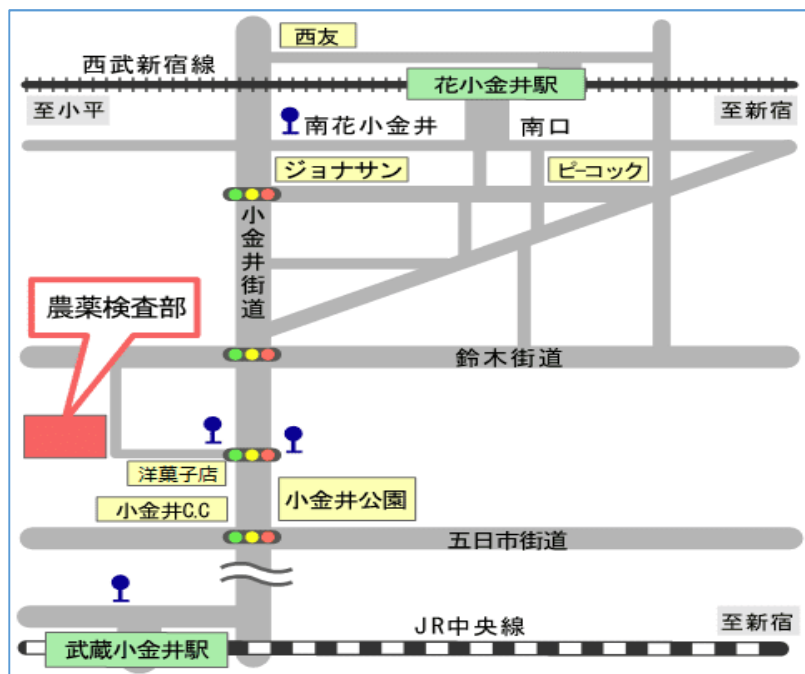 西友
西武新宿線
花小金井駅
至小平
至新宿
南花小金井
南口
ジョナサン
ピーコック
小金井街道
農薬検査部
鈴木街道
洋菓子店
小金井C.C
小金井公園
五日市街道
JR中央線
至新宿
武蔵小金井駅